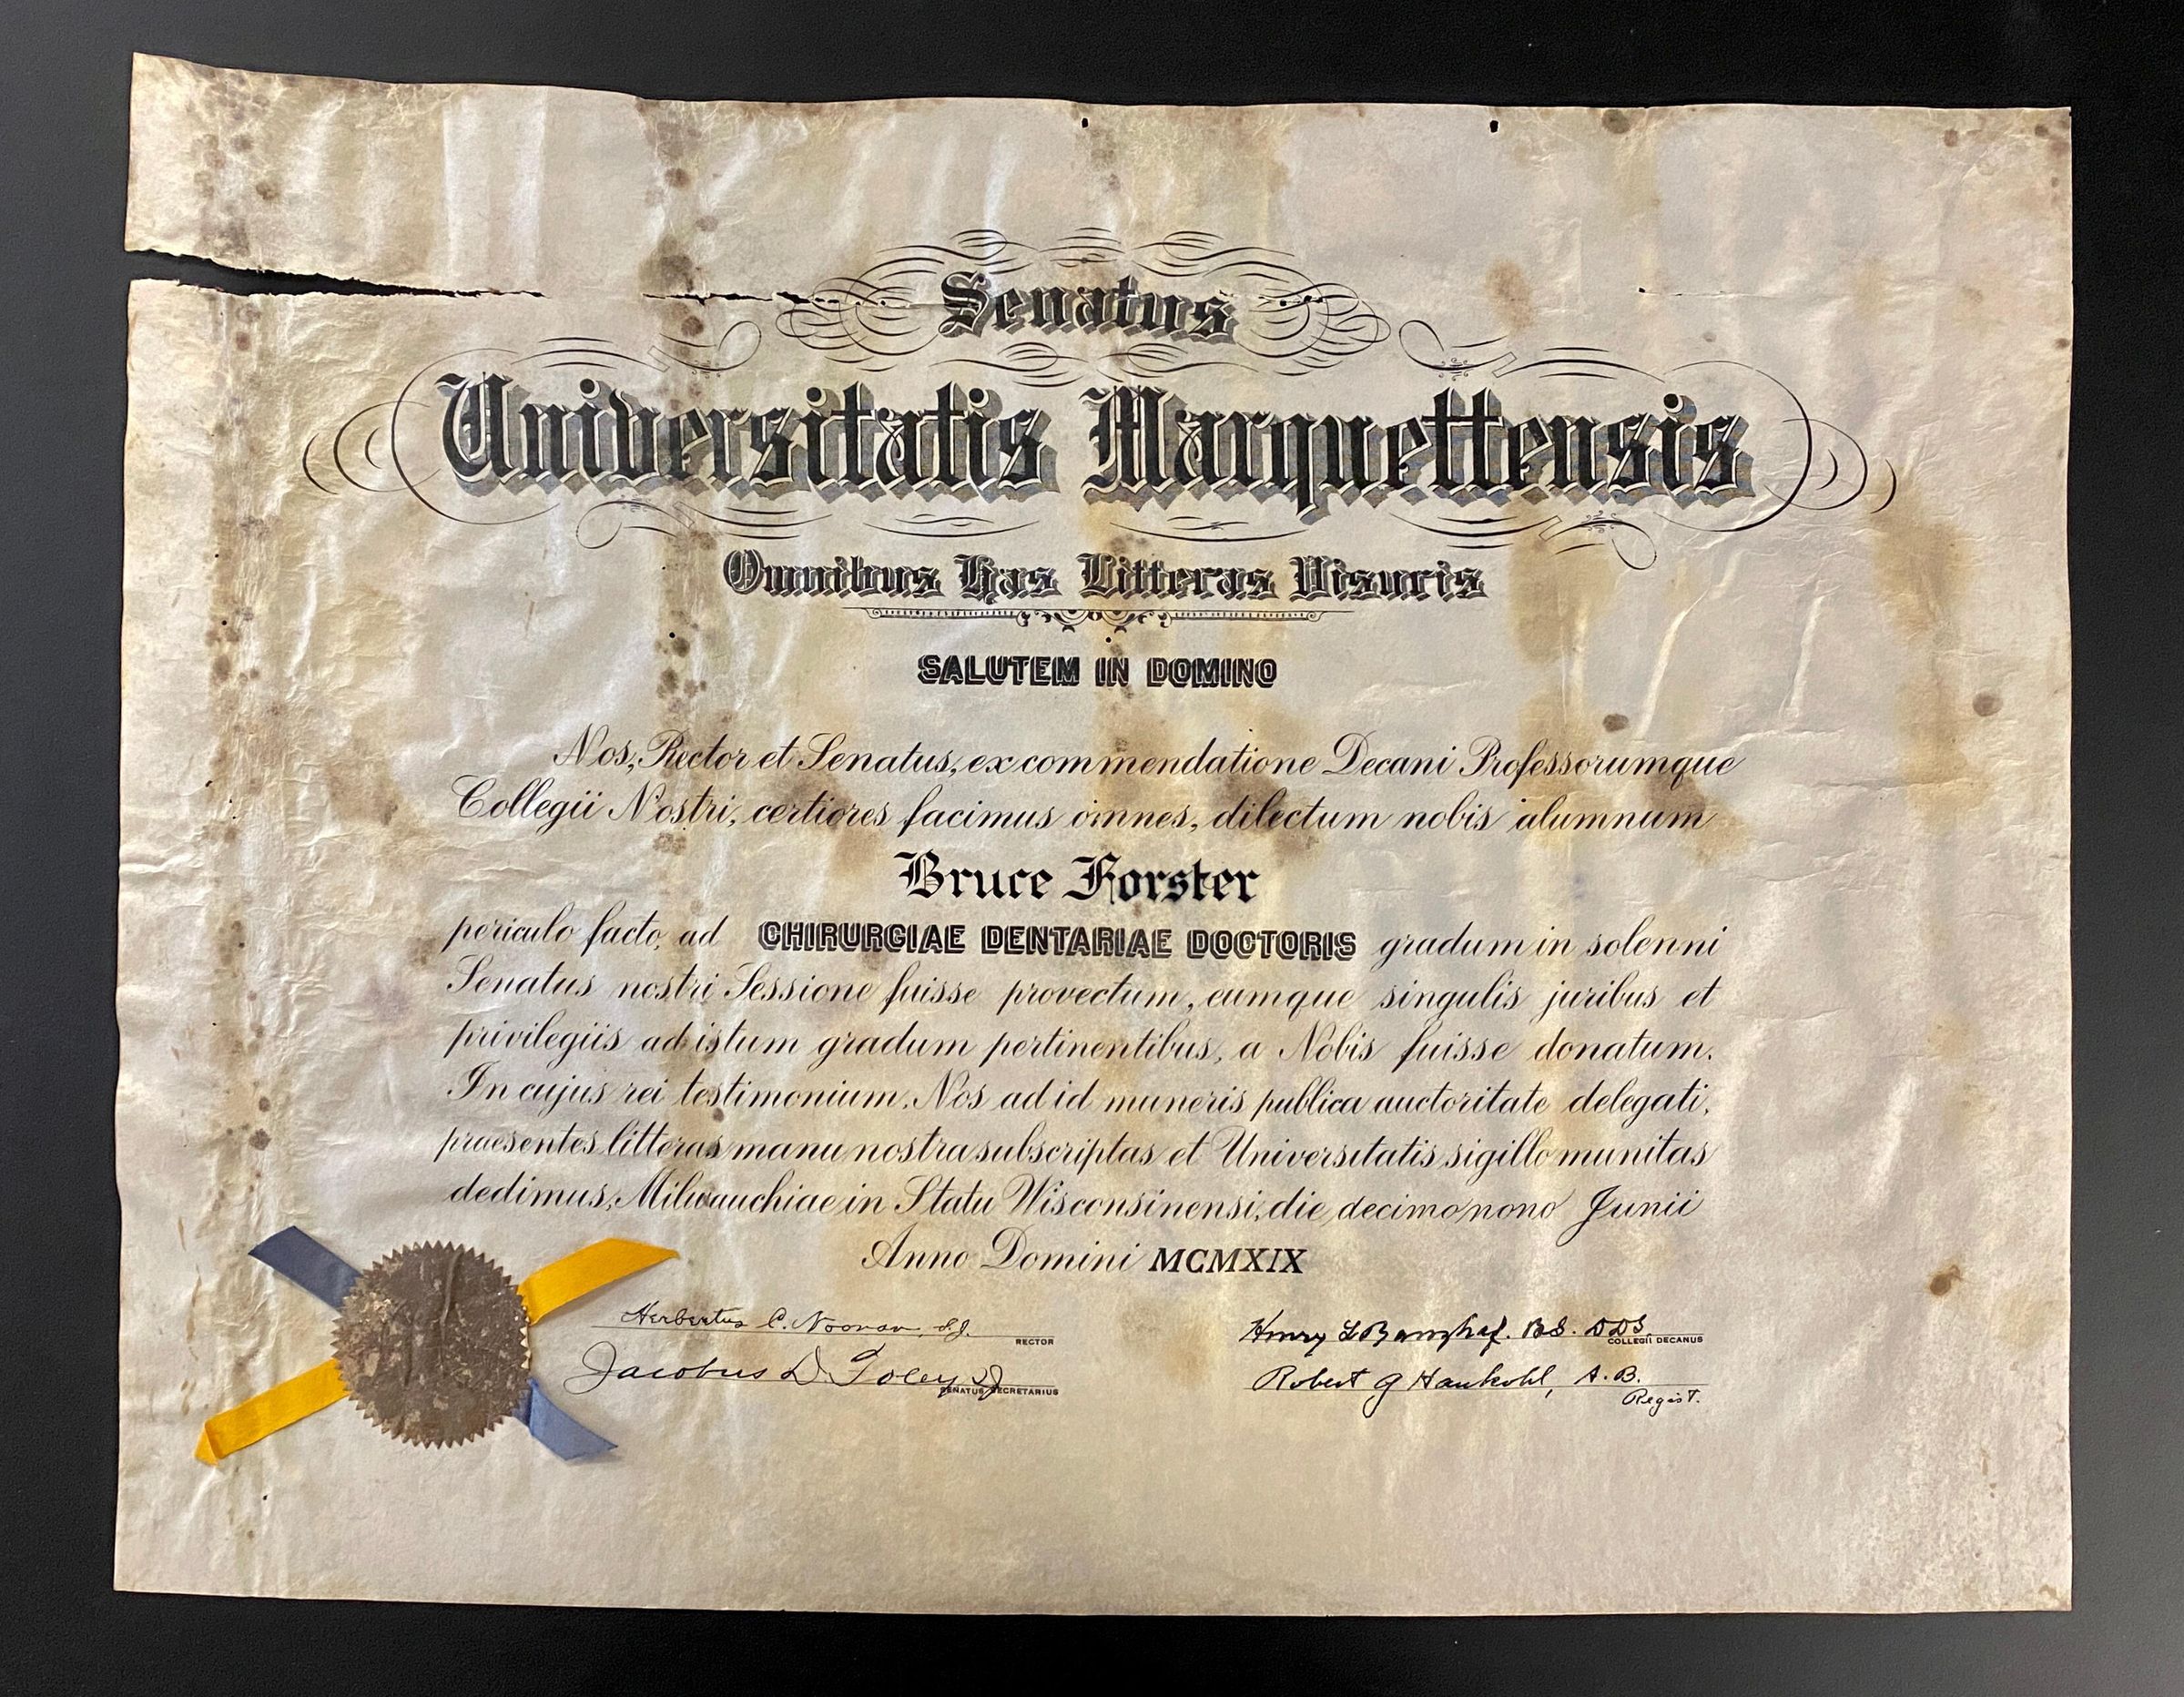 Senatus
Universitatis Marquettensis
Omnibus Has Litteras Visuris
SALUTEM IN DOMINO
Nos, Rector et Senatus, ex commendatione Decani Professorumque
Collegii Nostri, certiores facimus omnes, dilectum nobis alumnum
Bruce Forster
periculo facto, ad CHIRURGIAE DENTARIAE DOCTORIS gradum in solenni
Senatus nostri Sessione fuisse provectum, eumque singulis juribus et
privilegiis ad istum gradum pertinentibus, a Nobis fuisse donatum.
In cujus rei testimonium, Nos ad id muneris publica auctoritate delegati,
praesentes litteras manu nostra subscriptas et Universitatis sigillo munitas
dedimus, Milwauchiae in Statu Wisconsinensi, die decimo nono Junii
Anno Domini MCMXIX
Herbertus C. Noonan, S.J.
RECTOR
Henry L Banzhaf. B.S. D.D.S.
COLLEGII DECANUS
Jacobus D. Foley SJ
SENATUS SECRETARIUS
Robert J Haukohl, A.B.
Regist.